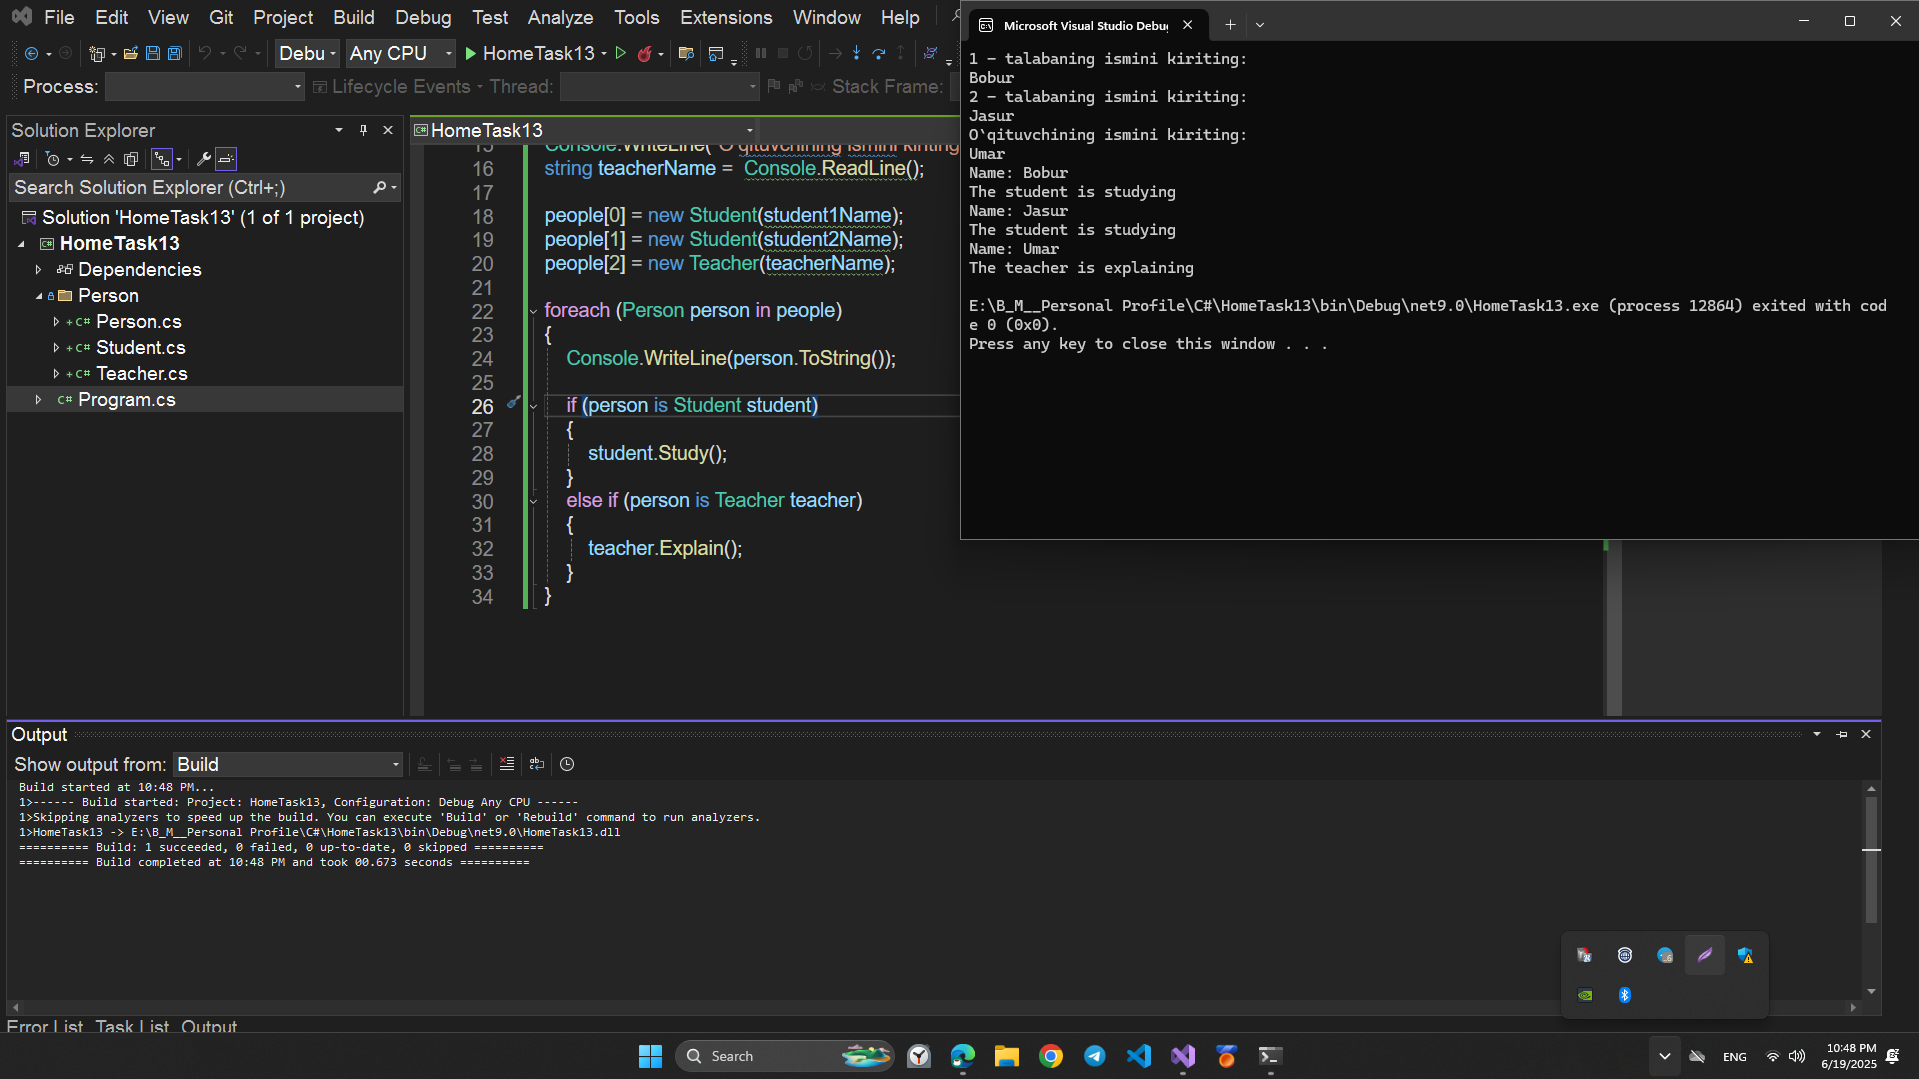 File Edit View Git Project Build Debug Test Analyze Tools Extensions Window Help
Debu Any CPU HomeTask13
Process: Lifecycle Events Thread: Stack Frame:
Solution Explorer
Search Solution Explorer (Ctrl+;)
Solution 'HomeTask13' (1 of 1 project)
HomeTask13
Dependencies
Person
Person.cs
Student.cs
Teacher.cs
Program.cs
HomeTask13
15 Console.WriteLine("O'qituvchining ismini kiriting
16 string teacherName = Console.ReadLine();
17
18 people[0] = new Student(student1Name);
19 people[1] = new Student(student2Name);
20 people[2] = new Teacher(teacherName);
21
22 foreach (Person person in people)
23 {
24 Console.WriteLine(person.ToString());
25
26 if (person is Student student)
27 {
28 student.Study();
29 }
30 else if (person is Teacher teacher)
31 {
32 teacher.Explain();
33 }
34 }
Microsoft Visual Studio Debug
1 - talabaning ismini kiriting:
Bobur
2 - talabaning ismini kiriting:
Jasur
O'qituvchining ismini kiriting:
Umar
Name: Bobur
The student is studying
Name: Jasur
The student is studying
Name: Umar
The teacher is explaining
E:\B_M__Personal Profile\C#\HomeTask13\bin\Debug\net9.0\HomeTask13.exe (process 12864) exited with cod
e 0 (0x0).
Press any key to close this window . . .
Output
Show output from: Build
Build started at 10:48 PM...
1>------ Build started: Project: HomeTask13, Configuration: Debug Any CPU ------
1>Skipping analyzers to speed up the build. You can execute 'Build' or 'Rebuild' command to run analyzers.
1>HomeTask13 -> E:\B_M__Personal Profile\C#\HomeTask13\bin\Debug\net9.0\HomeTask13.dll
========== Build: 1 succeeded, 0 failed, 0 up-to-date, 0 skipped ==========
========== Build completed at 10:48 PM and took 00.673 seconds ==========
Error List Task List Output
Search
ENG
10:48 PM
6/19/2025